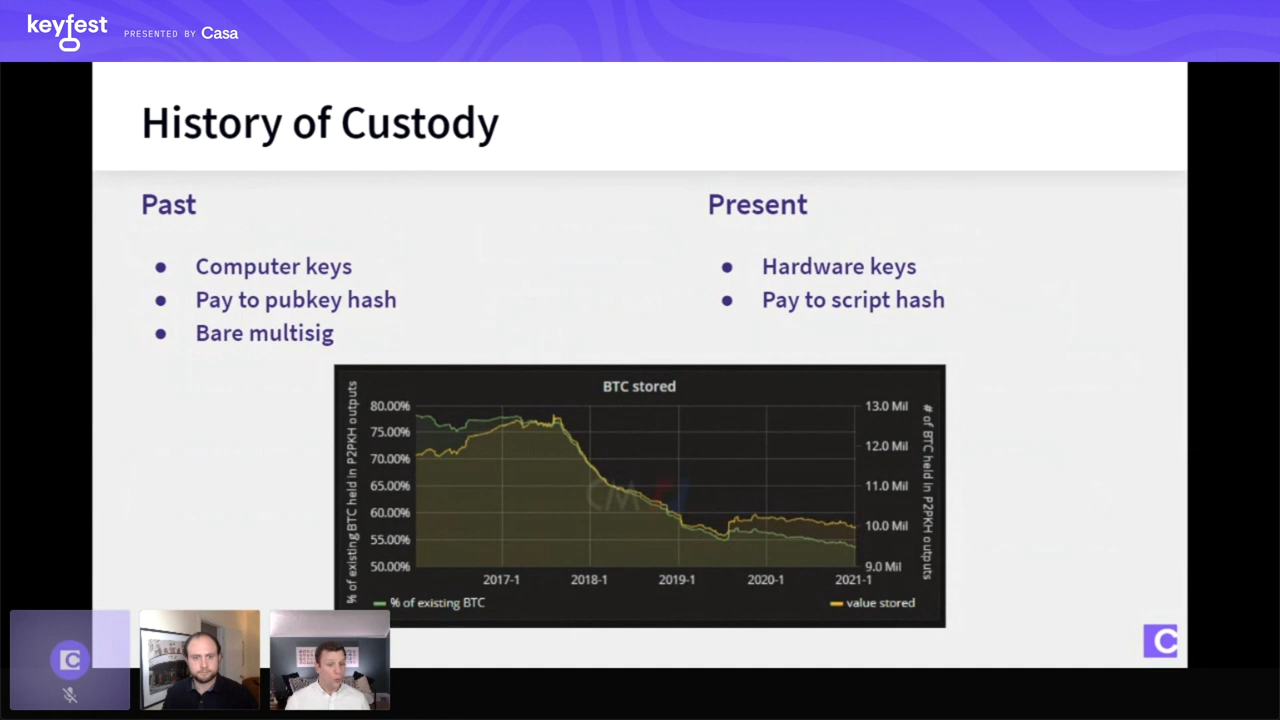 keyfest
PRESENTED BY Casa
History of Custody
Past
Computer keys
Pay to pubkey hash
Bare multisig
Present
Hardware keys
Pay to script hash
BTC stored
% of existing BTC held in P2PKH outputs
80.00%
75.00%
70.00%
65.00%
60.00%
55.00%
50.00%
13.0 Mil
12.0 Mil
11.0 Mil
10.0 Mil
9.0 Mil
# of BTC held in P2PKH outputs
2017-1
2018-1
2019-1
2020-1
2021-1
% of existing BTC
value stored
C
C